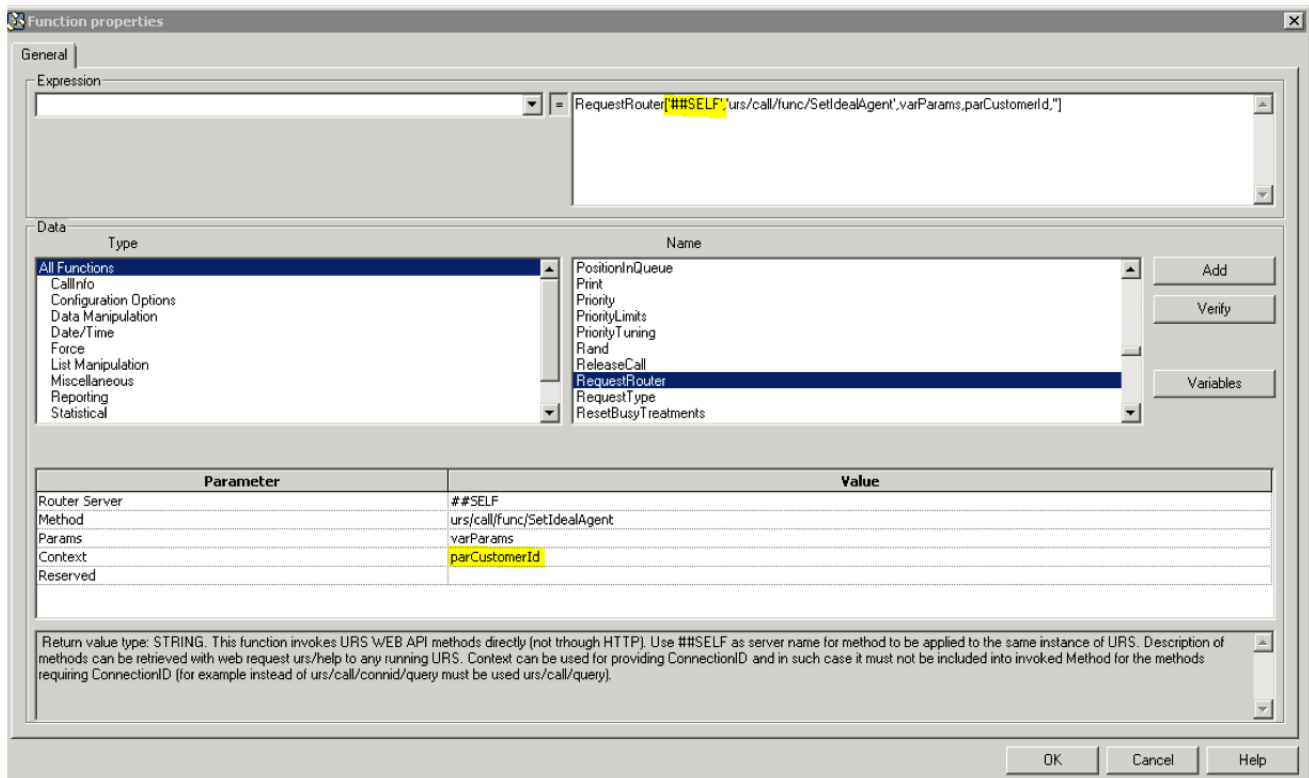 Function properties
General
Expression
= RequestRouter['##SELF','urs/call/func/SetIdealAgent',varParams,parCustomerId,'']
Data
Type
Name
All Functions
CallInfo
Configuration Options
Data Manipulation
Date/Time
Force
List Manipulation
Miscellaneous
Reporting
Statistical
PositionInQueue
Print
Priority
PriorityLimits
PriorityTuning
Rand
ReleaseCall
RequestRouter
RequestType
ResetBusyTreatments
Add
Verify
Variables
Parameter Value
Router Server ##SELF
Method urs/call/func/SetIdealAgent
Params varParams
Context parCustomerId
Reserved
Return value type: STRING. This function invokes URS WEB API methods directly (not trhough HTTP). Use ##SELF as server name for method to be applied to the same instance of URS. Description of
methods can be retrieved with web request urs/help to any running URS. Context can be used for providing ConnectionID and in such case it must not be included into invoked Method for the methods
requiring ConnectionID (for example instead of urs/call/connid/query must be used urs/call/query).
OK Cancel Help